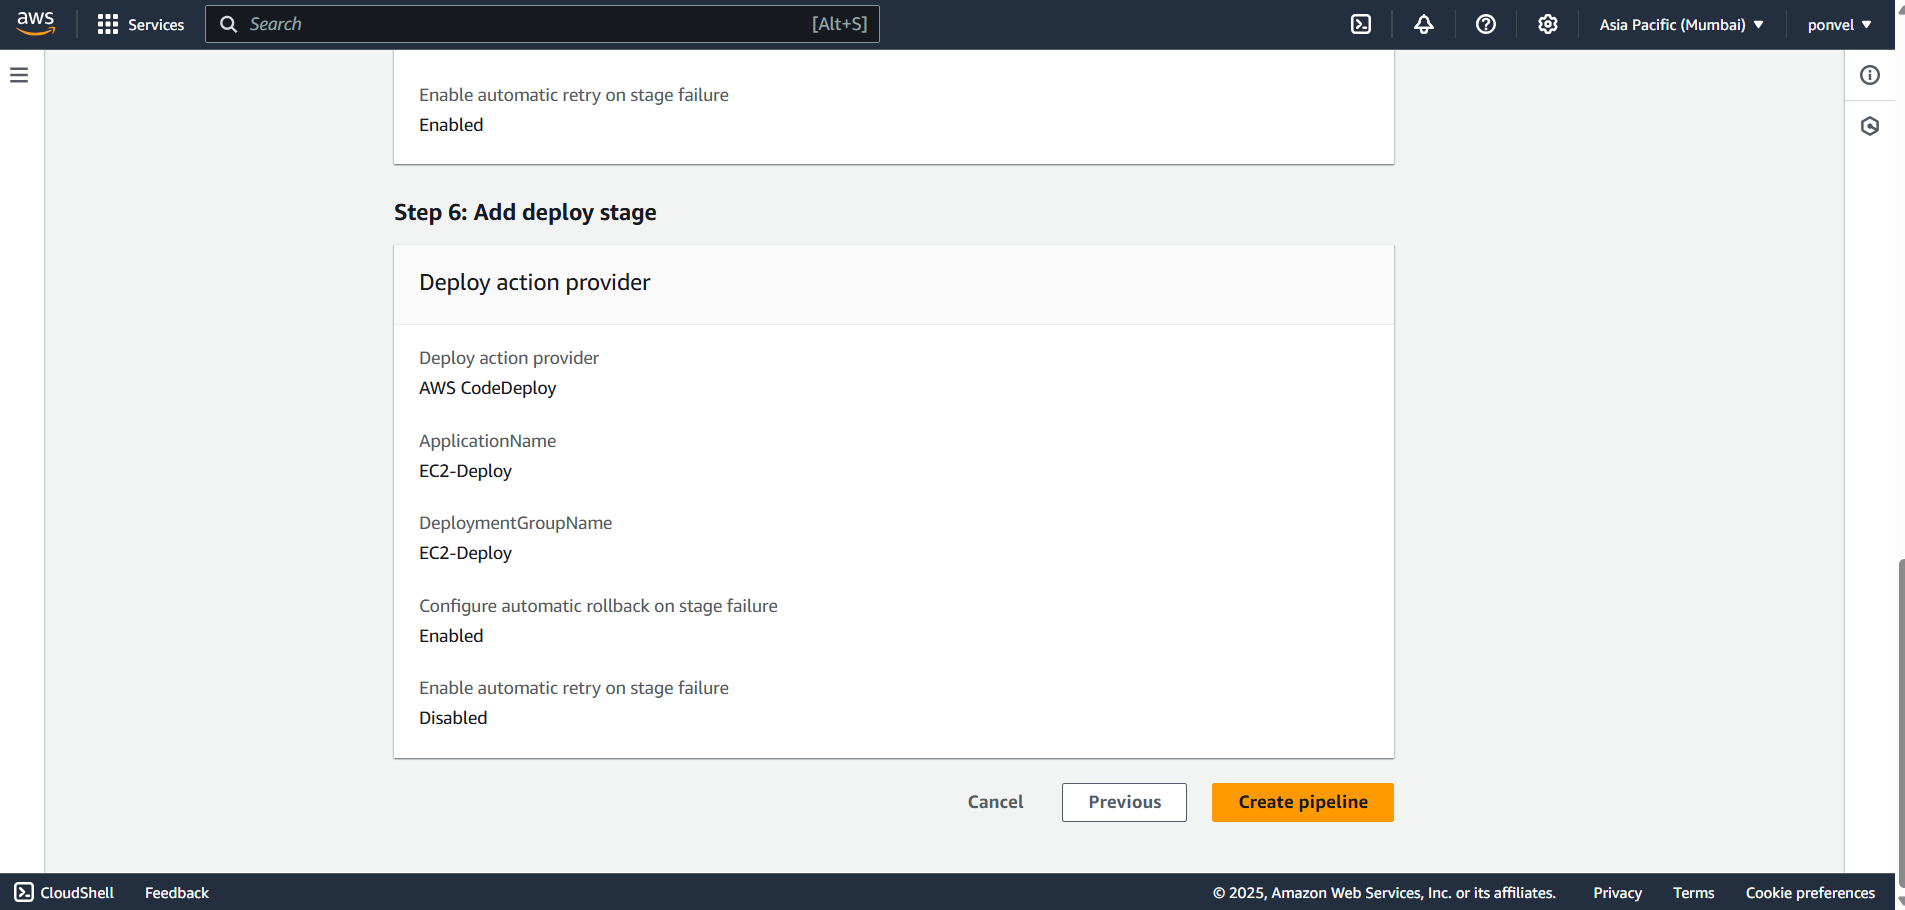 aws
Services
Search
[Alt+S]
Asia Pacific (Mumbai)
ponvel
Enable automatic retry on stage failure
Enabled
Step 6: Add deploy stage
Deploy action provider
Deploy action provider
AWS CodeDeploy
ApplicationName
EC2-Deploy
DeploymentGroupName
EC2-Deploy
Configure automatic rollback on stage failure
Enabled
Enable automatic retry on stage failure
Disabled
Cancel
Previous
Create pipeline
CloudShell
Feedback
© 2025, Amazon Web Services, Inc. or its affiliates.
Privacy
Terms
Cookie preferences